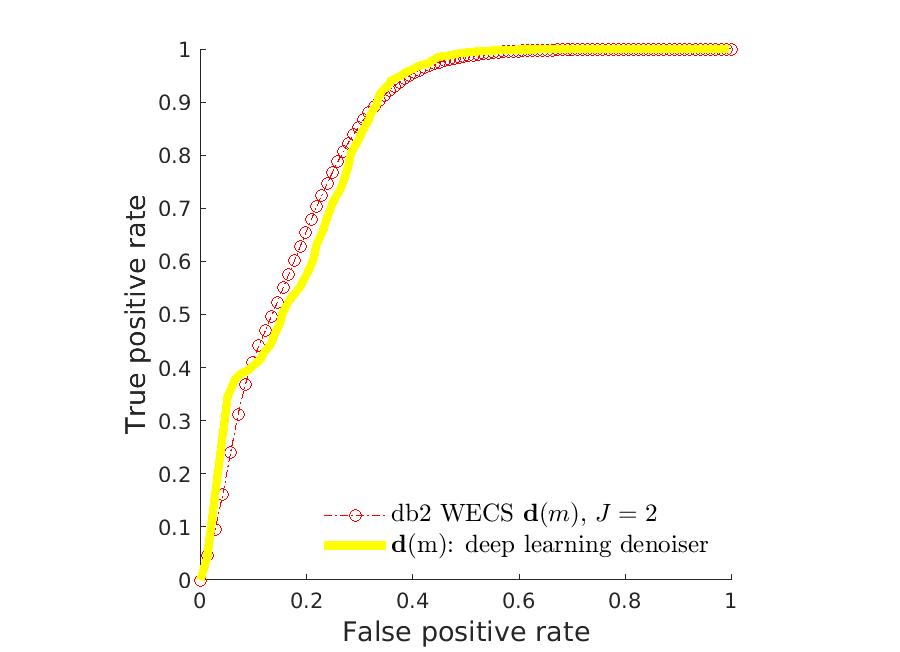 1
0.9
0.8
0.7
0.6
0.5
0.4
0.3
0.2
0.1
0
True positive rate
db2 WECS d(m), J = 2
d(m): deep learning denoiser
0 0.2 0.4 0.6 0.8 1
False positive rate